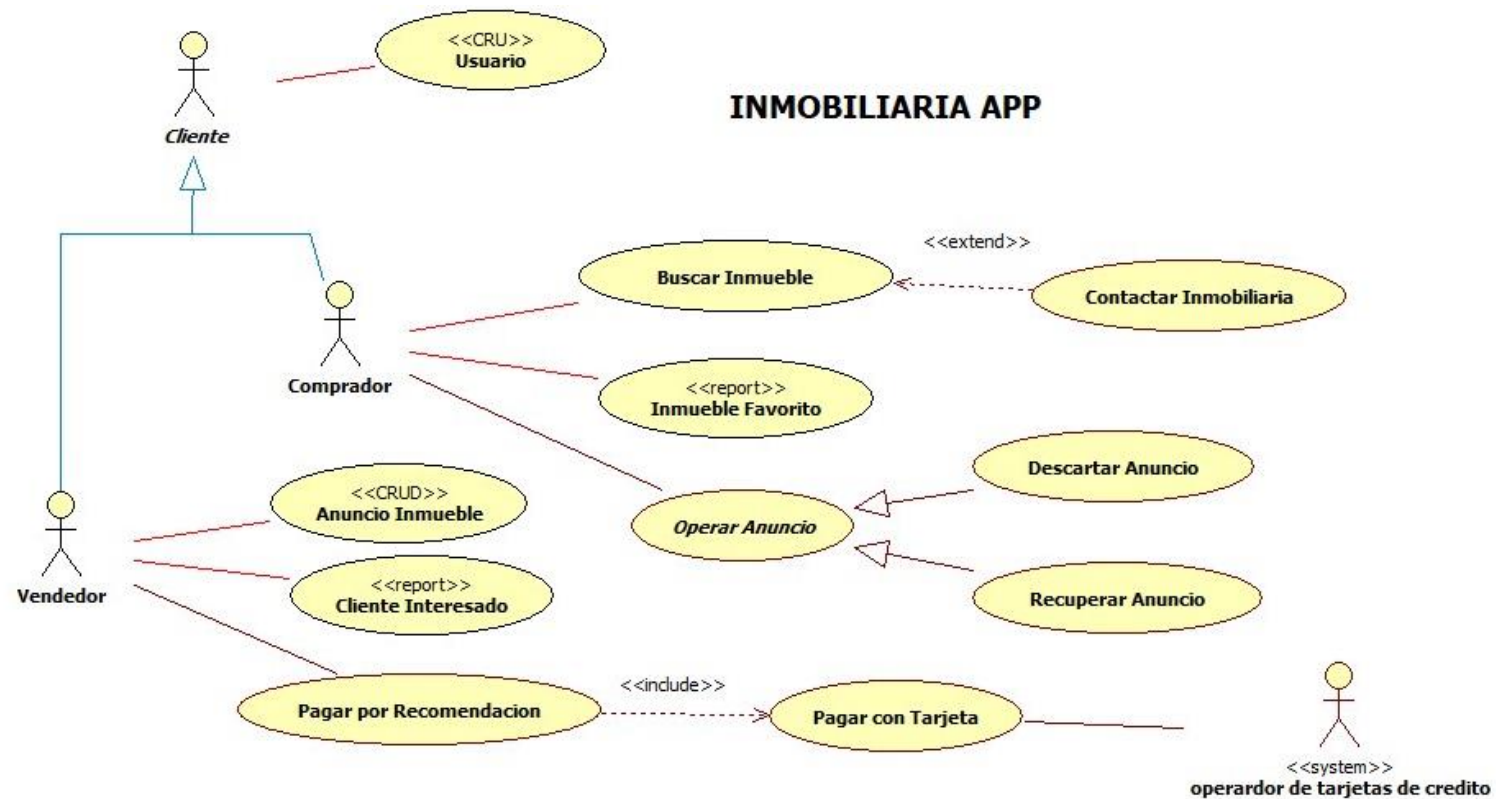 <<CRU>>
Usuario
INMOBILIARIA APP
Cliente
<<extend>>
Buscar Inmueble
Contactar Inmobiliaria
Comprador
<<report>>
Inmueble Favorito
Descartar Anuncio
<<CRUD>>
Anuncio Inmueble
Operar Anuncio
Vendedor
<<report>>
Cliente Interesado
Recuperar Anuncio
<<include>>
Pagar por Recomendacion
Pagar con Tarjeta
<<system>>
operardor de tarjetas de credito